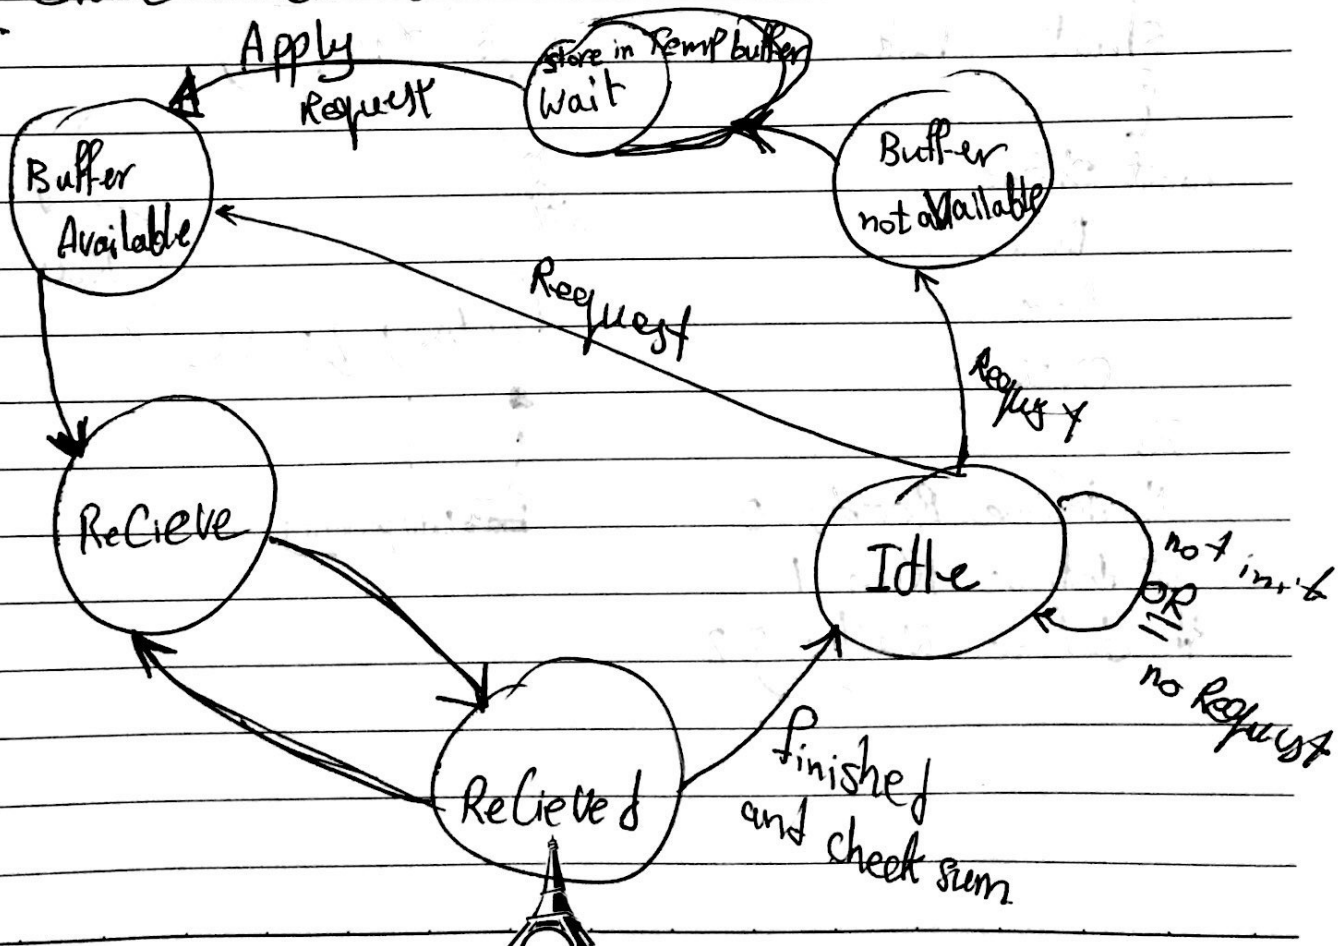 Apply
Request
store in Temp buffer
wait
Buffer
Available
Buffer
not available
Request
Request
ReCieve
Idle
not init
OR
no Request
ReCieved
finished
and check sum